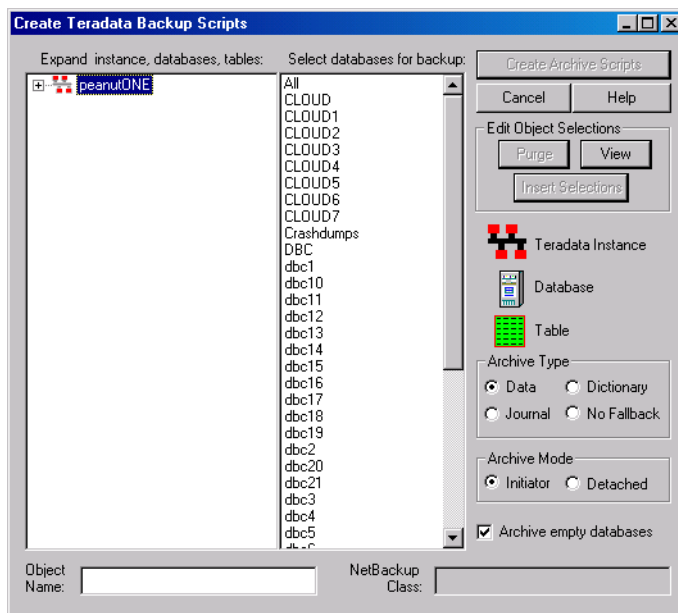 Create Teradata Backup Scripts
Expand instance, databases, tables:
peanutONE
Select databases for backup:
All
CLOUD
CLOUD1
CLOUD2
CLOUD3
CLOUD4
CLOUD5
CLOUD6
CLOUD7
Crashdumps
DBC
dbc1
dbc10
dbc11
dbc12
dbc13
dbc14
dbc15
dbc16
dbc17
dbc18
dbc19
dbc2
dbc20
dbc21
dbc3
dbc4
dbc5
Create Archive Scripts
Cancel
Help
Edit Object Selections
Purge
View
Insert Selections
Teradata Instance
Database
Table
Archive Type
Data
Dictionary
Journal
No Fallback
Archive Mode
Initiator
Detached
Archive empty databases
Object
Name:
NetBackup
Class: